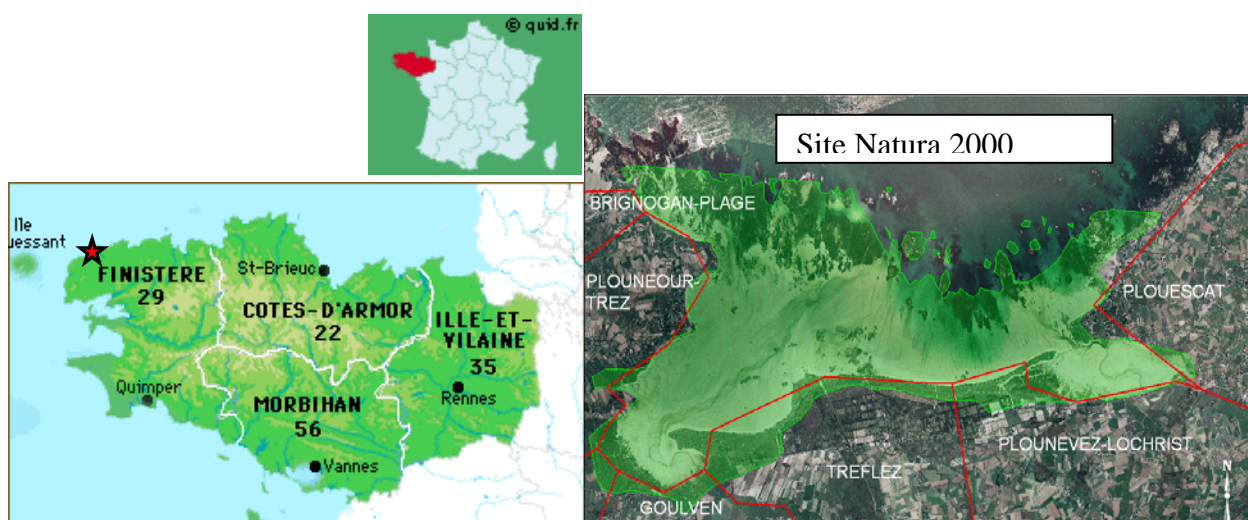 © quid.fr
Site Natura 2000
Ile
uessant
FINISTERE
29
St-Brieuc
COTES-D'ARMOR
22
ILLE-ET-
VILAINE
35
Quimper
MORBIHAN
56
Rennes
Vannes
BRIGNOGAN-PLAGE
PLOUNEOUR-
TREZ
PLOUESCAT
PLOUNEVEZ-LOCHRIST
TREFLEZ
GOULVEN
N